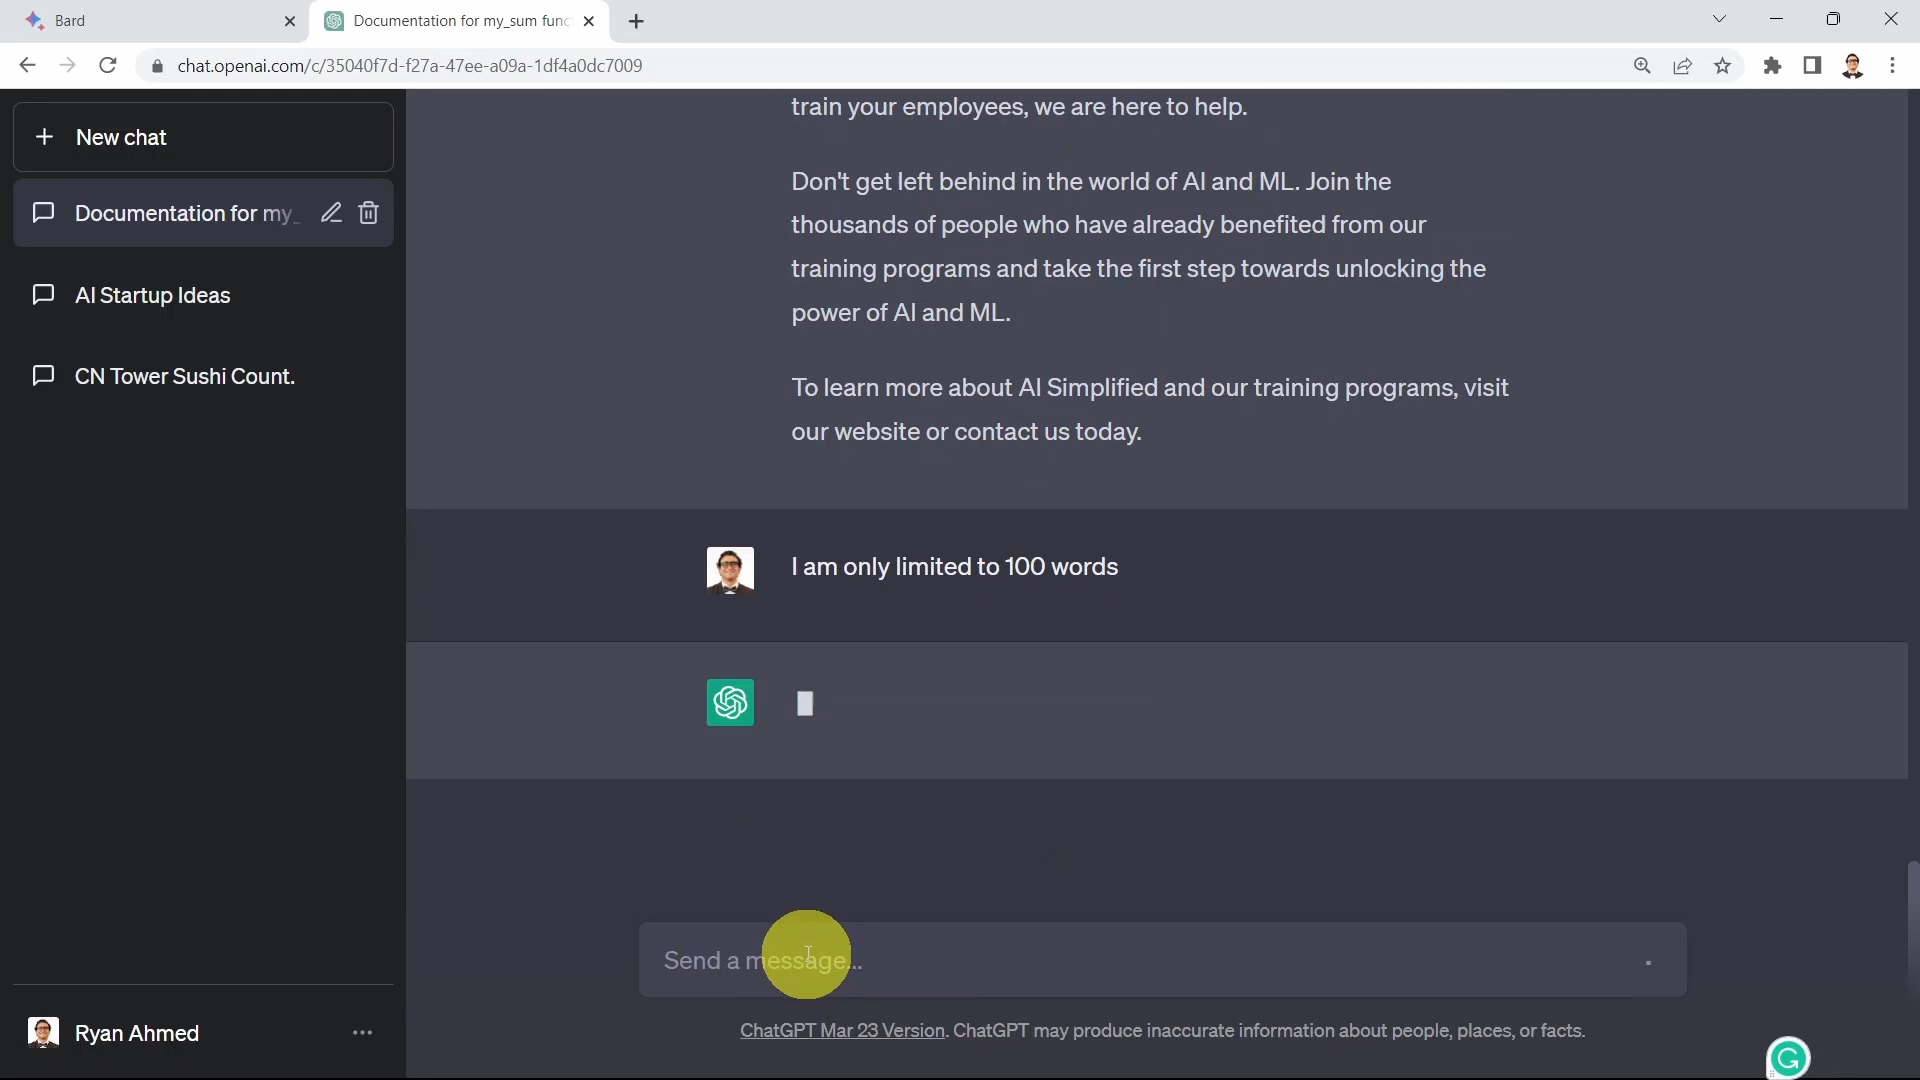 Bard
Documentation for my_sum func
chat.openai.com/c/35040f7d-f27a-47ee-a09a-1df4a0dc7009
New chat
Documentation for my_
AI Startup Ideas
CN Tower Sushi Count.
train your employees, we are here to help.
Don't get left behind in the world of AI and ML. Join the
thousands of people who have already benefited from our
training programs and take the first step towards unlocking the
power of AI and ML.
To learn more about AI Simplified and our training programs, visit
our website or contact us today.
I am only limited to 100 words
Send a message...
ChatGPT Mar 23 Version. ChatGPT may produce inaccurate information about people, places, or facts.
Ryan Ahmed